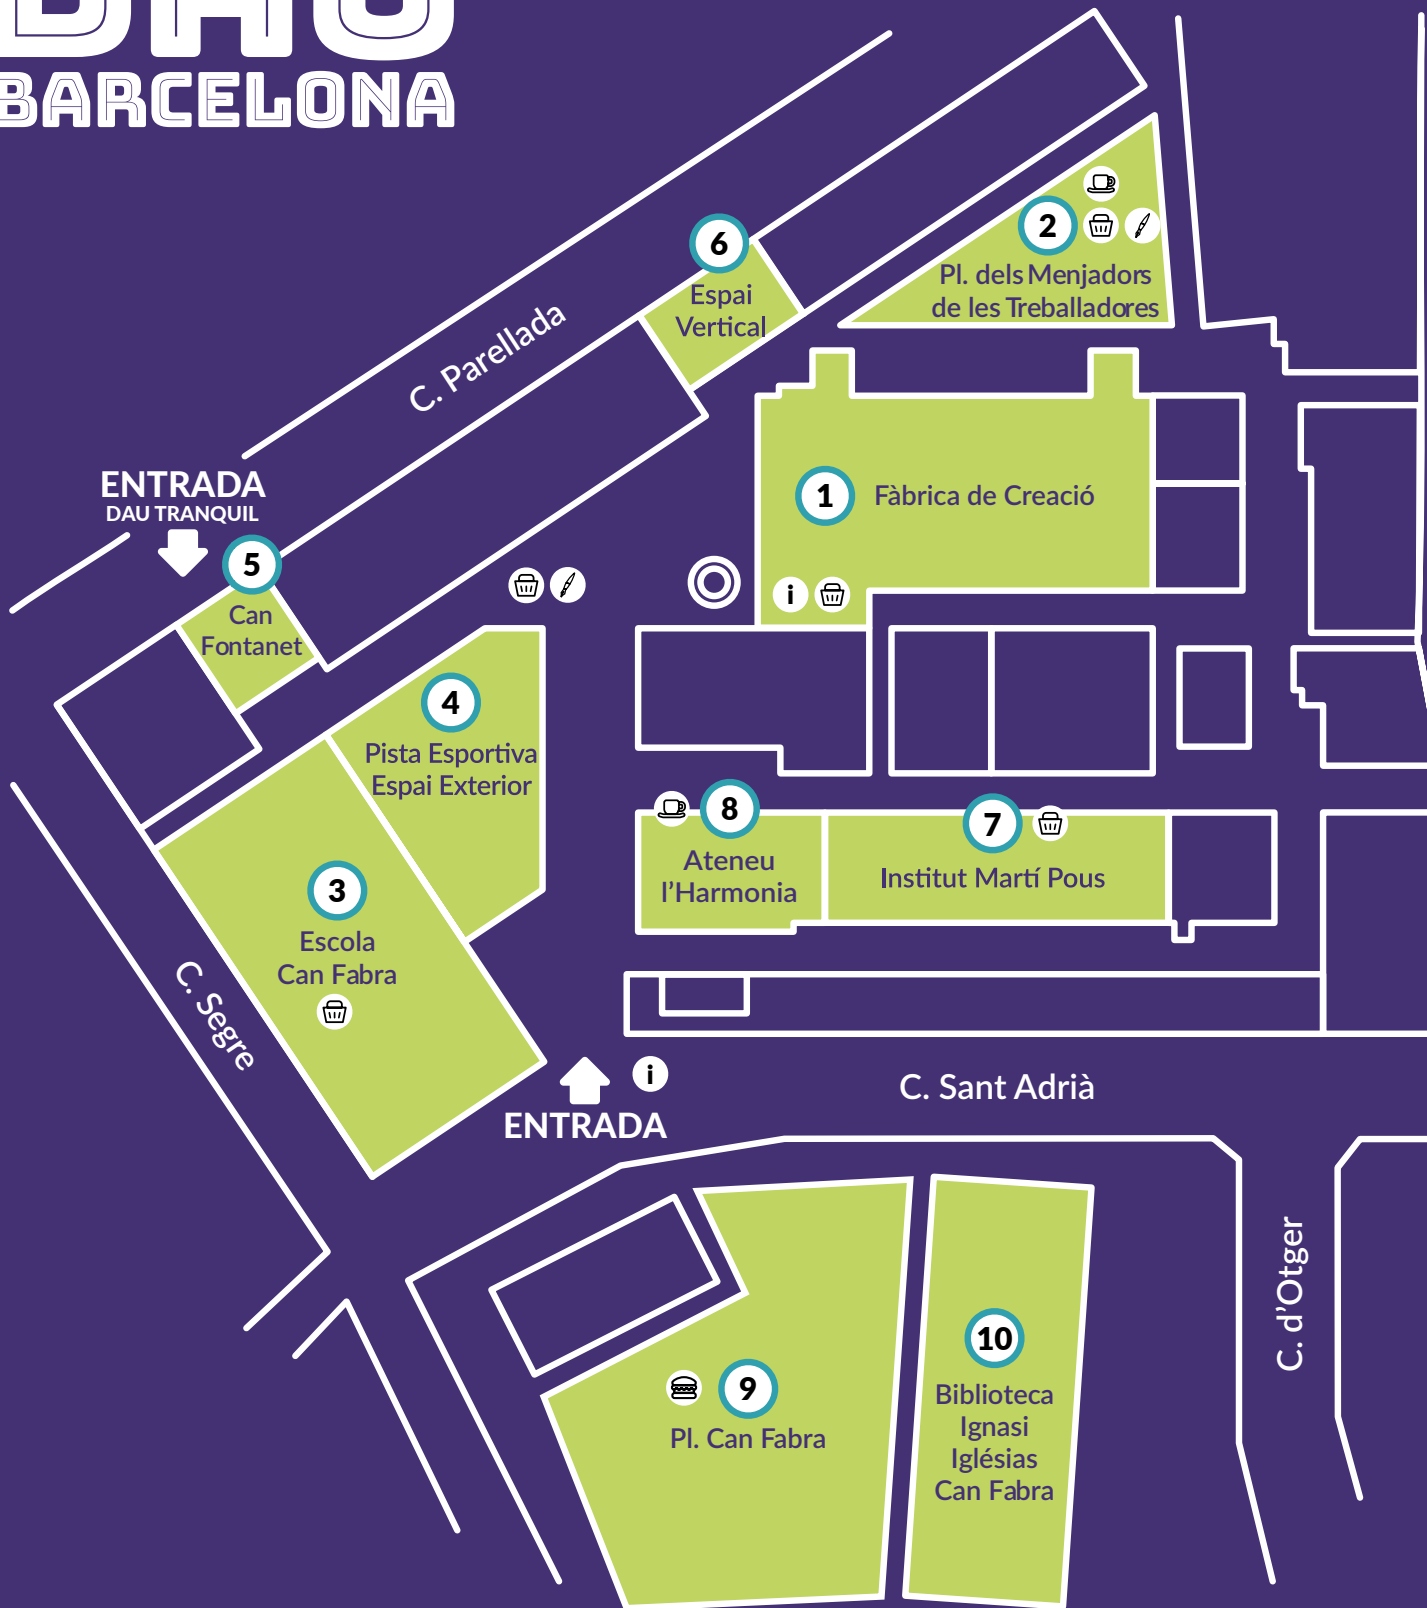 DAU
BARCELONA
6
Espai
Vertical
2
Pl. dels Menjadors
de les Treballadores
C. Parellada
ENTRADA
DAU TRANQUIL
5
Can
Fontanet
1
Fàbrica de Creació
i
4
Pista Esportiva
Espai Exterior
8
Ateneu
l'Harmonia
7
Institut Martí Pous
3
Escola
Can Fabra
C. Segre
i
ENTRADA
C. Sant Adrià
C. d'Otger
9
Pl. Can Fabra
10
Biblioteca
Ignasi
Iglésias
Can Fabra